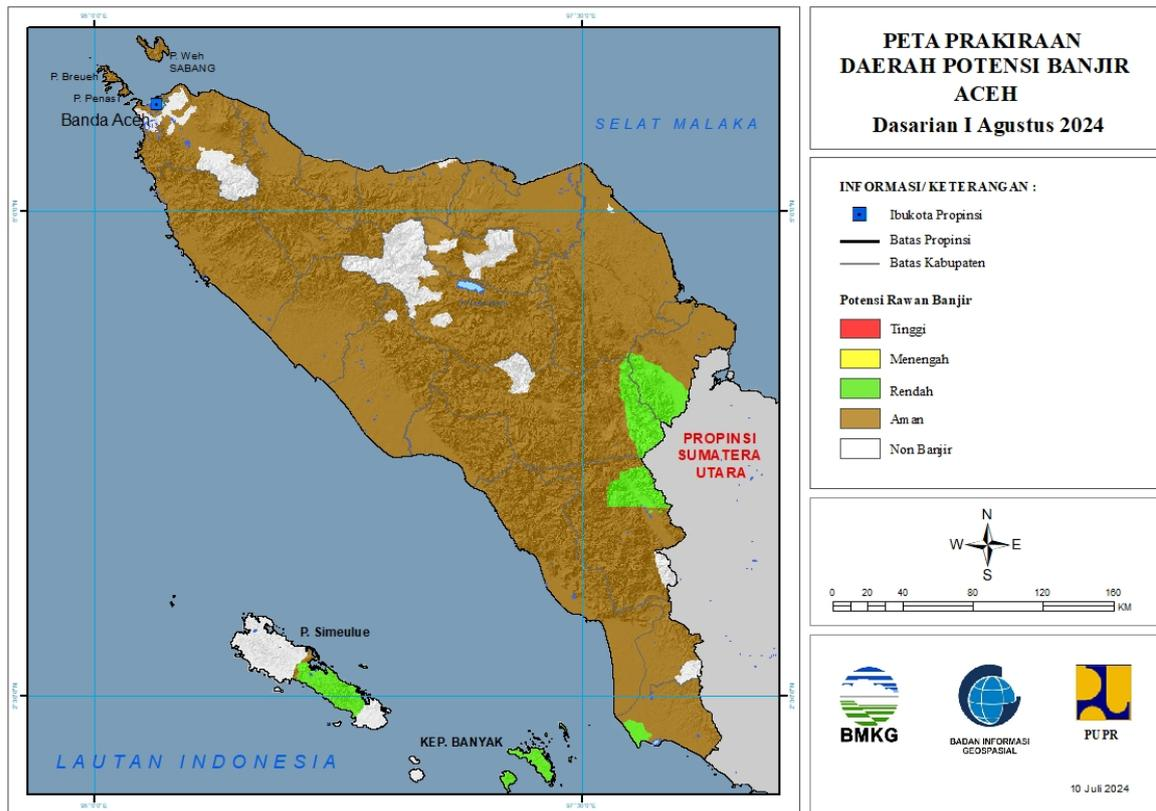 PETA PRAKIRAAN
DAERAH POTENSI BANJIR
ACEH
Dasarian I Agustus 2024
INFORMASI/ KETERANGAN :
Ibukota Propinsi
Batas Propinsi
Batas Kabupaten
Potensi Rawan Banjir
Tinggi
Menengah
Rendah
Aman
Non Banjir
N
W
E
S
0 20 40 80 120 160
KM
BMKG
BADAN INFORMASI
GEOSPASIAL
PUPR
10 Juli 2024
P. Weh
SABANG
P. Breueh
P. Penasi
Banda Aceh
SELAT MALAKA
PROPINSI
SUMATERA
UTARA
P. Simeulue
KEP. BANYAK
LAUTAN INDONESIA